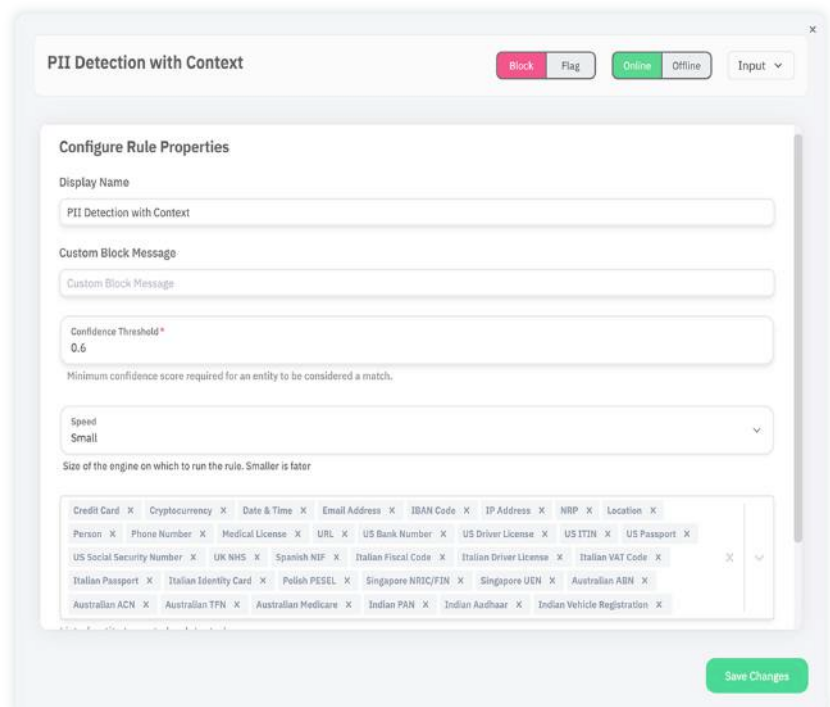 x
PII Detection with Context Block Flag Online Offline Input
Configure Rule Properties
Display Name
PII Detection with Context
Custom Block Message
Custom Block Message
Confidence Threshold *
0.6
Minimum confidence score required for an entity to be considered a match.
Speed
Small
Size of the engine on which to run the rule. Smaller is fater
Credit Card X Cryptocurrency X Date & Time X Email Address X IBAN Code X IP Address X NRP X Location X
Person X Phone Number X Medical License X URL X US Bank Number X US Driver License X US ITIN X US Passport X
US Social Security Number X UK NHS X Spanish NIF X Italian Fiscal Code X Italian Driver License X Italian VAT Code X X
Italian Passport X Italian Identity Card X Polish PESEL X Singapore NRIC/FIN X Singapore UEN X Australian ABN X
Australian ACN X Australian TFN X Australian Medicare X Indian PAN X Indian Aadhaar X Indian Vehicle Registration X
Save Changes